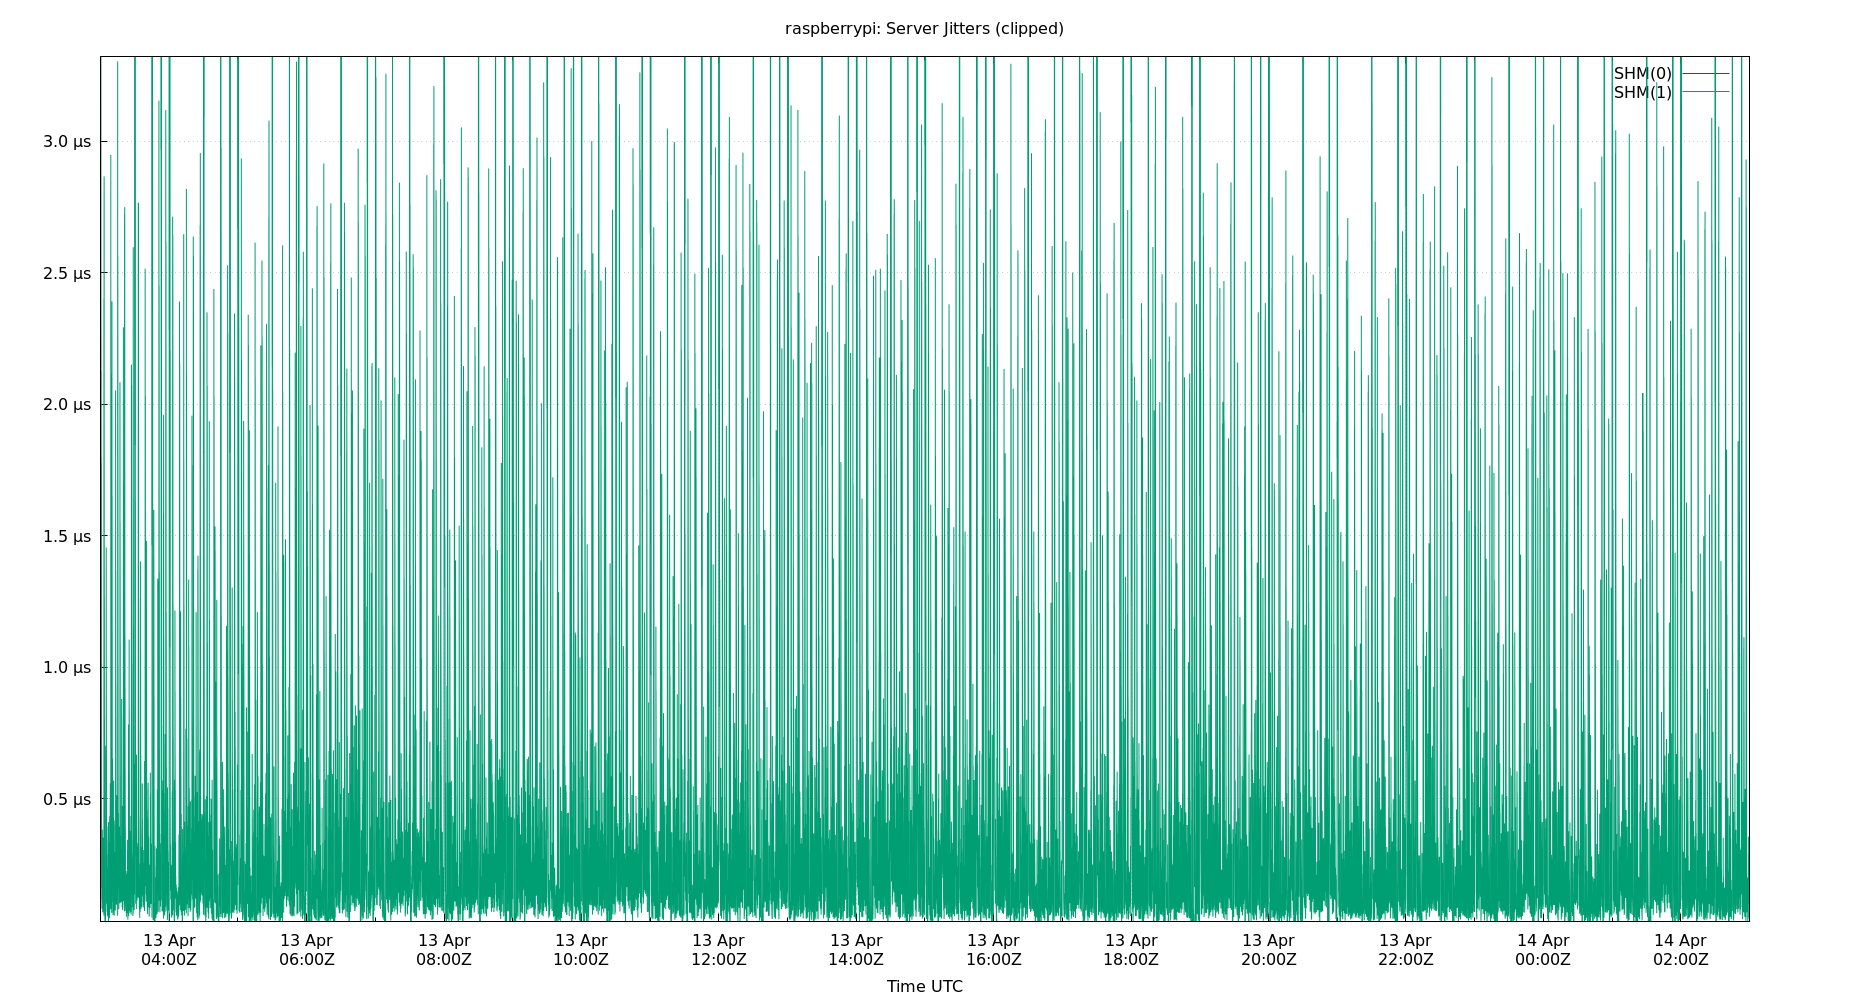 raspberrypi: Server Jitters (clipped)
SHM(0)
SHM(1)
3.0 µs
2.5 µs
2.0 µs
1.5 µs
1.0 µs
0.5 µs
13 Apr 13 Apr 13 Apr 13 Apr 13 Apr 13 Apr 13 Apr 13 Apr 13 Apr 13 Apr 14 Apr 14 Apr
04:00Z 06:00Z 08:00Z 10:00Z 12:00Z 14:00Z 16:00Z 18:00Z 20:00Z 22:00Z 00:00Z 02:00Z
Time UTC